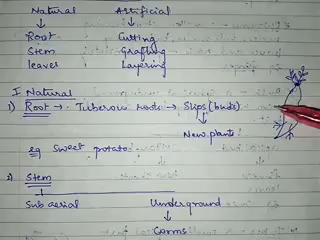 Natural Artificial
↓ ↓
Root Cutting
Stem Grafting
leaves Layering
I Natural
1) Root → Tuberous roots → Slips (buds)
↓
New plants
eg Sweet potato
2) Stem
Sub aerial Underground
↓
Corms